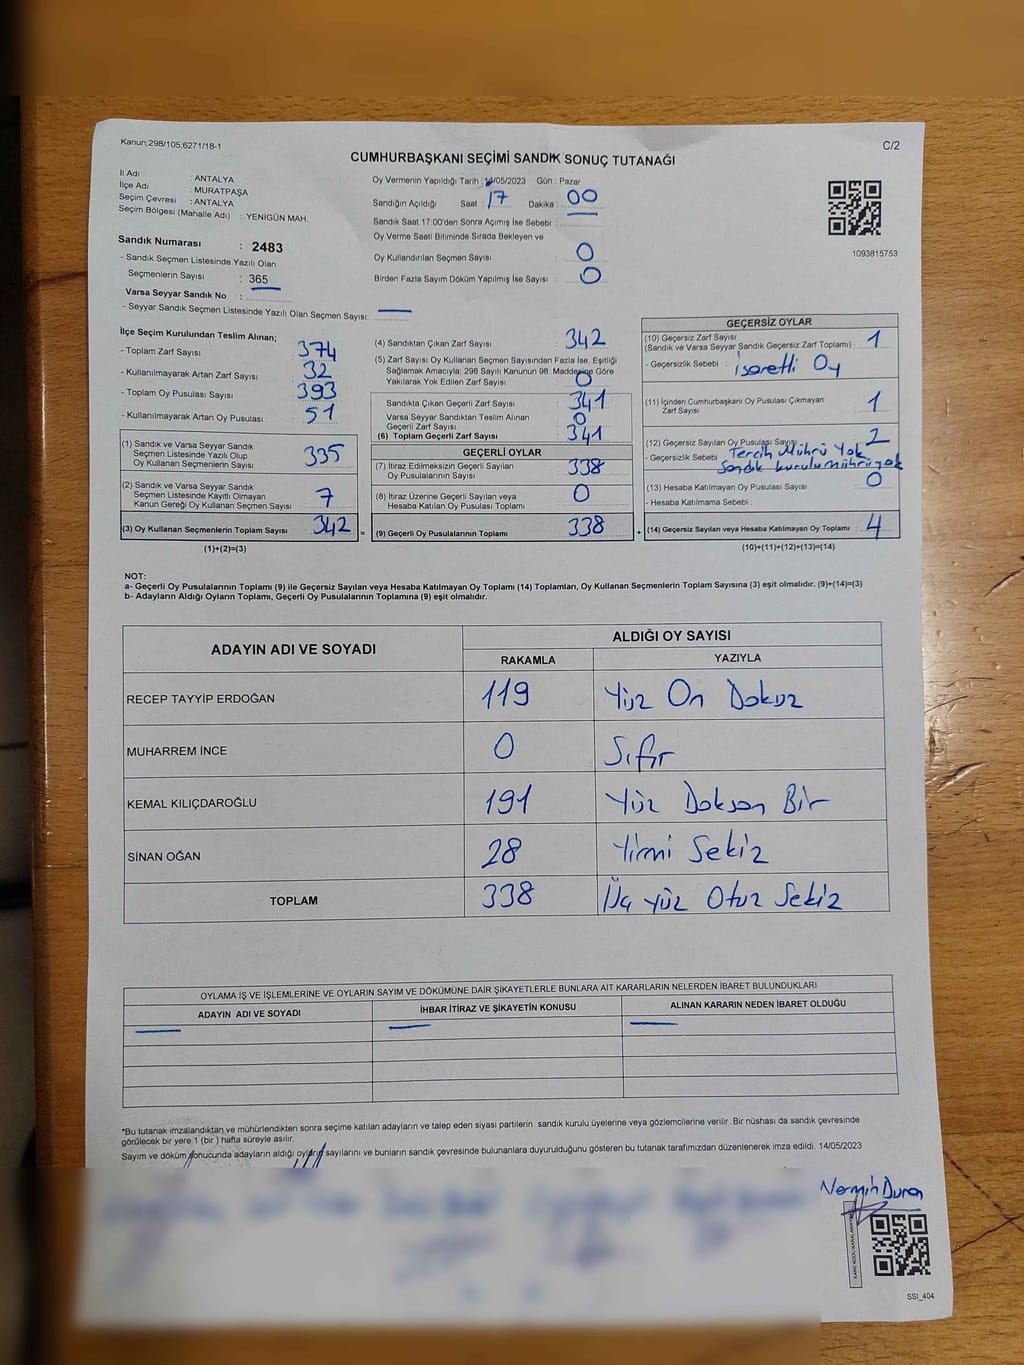 Kanun;298/105;6271/18-1
C/2
CUMHURBAŞKANI SEÇİMİ SANDIK SONUÇ TUTANAĞI
İl Adı : ANTALYA
İlçe Adı : MURATPAŞA
Seçim Çevresi : ANTALYA
Seçim Bölgesi (Mahalle Adı) : YENİGÜN MAH.
Sandık Numarası : 2483
- Sandık Seçmen Listesinde Yazılı Olan
Seçmenlerin Sayısı : 365
Varsa Seyyar Sandık No :
- Seyyar Sandık Seçmen Listesinde Yazılı Olan Seçmen Sayısı:
Oy Vermenin Yapıldığı Tarih : 14/05/2023 Gün : Pazar
Sandığın Açıldığı Saat : 17 Dakika : 00
Sandık Saat 17:00'den Sonra Açımış İse Sebebi :
Oy Verme Saati Bitiminde Sırada Bekleyen ve
Oy Kullandırılan Seçmen Sayısı : 0
Birden Fazla Sayım Döküm Yapılmış İse Sayısı : 0
1093815753
İlçe Seçim Kurulundan Teslim Alınan;
- Toplam Zarf Sayısı : 374
- Kullanılmayarak Artan Zarf Sayısı : 32
- Toplam Oy Pusulası Sayısı : 393
- Kullanılmayarak Artan Oy Pusulası : 51
(1) Sandık ve Varsa Seyyar Sandık
Seçmen Listesinde Yazılı Olup
Oy Kullanan Seçmenlerin Sayısı : 335
(2) Sandık ve Varsa Seyyar Sandık
Seçmen Listesinde Kayıtlı Olmayan
Kanun Gereği Oy Kullanan Seçmen Sayısı : 7
(3) Oy Kullanan Seçmenlerin Toplam Sayısı : 342
(1)+(2)=(3)
(4) Sandıktan Çıkan Zarf Sayısı : 342
(5) Zarf Sayısı Oy Kullanan Seçmen Sayısından Fazla İse, Eşitliği
Sağlamak Amacıyla; 298 Sayılı Kanunun 98. Maddesine Göre
Yakılarak Yok Edilen Zarf Sayısı : 0
Sandıkta Çıkan Geçerli Zarf Sayısı : 341
Varsa Seyyar Sandıktan Teslim Alınan
Geçerli Zarf Sayısı : 0
(6) Toplam Geçerli Zarf Sayısı : 341
GEÇERLİ OYLAR
(7) İtiraz Edilmeksizin Geçerli Sayılan
Oy Pusulalarının Sayısı : 338
(8) İtiraz Üzerine Geçerli Sayılan veya
Hesaba Katılan Oy Pusulası Toplamı : 0
=
(9) Geçerli Oy Pusulalarının Toplamı : 338
+
GEÇERSİZ OYLAR
(10) Geçersiz Zarf Sayısı
(Sandık ve Varsa Seyyar Sandık Geçersiz Zarf Toplamı) : 1
- Geçersizlik Sebebi : İşaretli Oy
(11) İçinden Cumhurbaşkanı Oy Pusulası Çıkmayan
Zarf Sayısı : 1
(12) Geçersiz Sayılan Oy Pusulası Sayısı : 2
- Geçersizlik Sebebi : Tercih Mührü Yok
Sandık kurulu mührü yok
(13) Hesaba Katılmayan Oy Pusulası Sayısı : 0
- Hesaba Katılmama Sebebi :
(14) Geçersiz Sayılan veya Hesaba Katılmayan Oy Toplamı : 4
(10)+(11)+(12)+(13)=(14)
NOT:
a- Geçerli Oy Pusulalarının Toplamı (9) ile Geçersiz Sayılan veya Hesaba Katılmayan Oy Toplamı (14) Toplamları, Oy Kullanan Seçmenlerin Toplam Sayısına (3) eşit olmalıdır. (9)+(14)=(3)
b- Adayların Aldığı Oyların Toplamı, Geçerli Oy Pusulalarının Toplamına (9) eşit olmalıdır.
ADAYIN ADI VE SOYADI
ALDIĞI OY SAYISI
RAKAMLA YAZIYLA
RECEP TAYYİP ERDOĞAN 119 Yüz On Dokuz
MUHARREM İNCE 0 Sıfır
KEMAL KILIÇDAROĞLU 191 Yüz Doksan Bir
SİNAN OĞAN 28 Yirmi Sekiz
TOPLAM 338 Üç Yüz Otuz Sekiz
OYLAMA İŞ VE İŞLEMLERİNE VE OYLARIN SAYIM VE DÖKÜMÜNE DAİR ŞİKAYETLERLE BUNLARA AİT KARARLARIN NELERDEN İBARET BULUNDUKLARI
ADAYIN ADI VE SOYADI İHBAR İTİRAZ VE ŞİKAYETİN KONUSU ALINAN KARARIN NEDEN İBARET OLDUĞU
*Bu tutanak imzalandıktan ve mühürlendikten sonra seçime katılan adayların ve talep eden siyasi partilerin sandık kurulu üyelerine veya gözlemcilerine verilir .Bir nüshası da sandık çevresinde
görülecek bir yere 1 (bir ) hafta süreyle asılır.
Sayım ve döküm sonucunda adayların aldığı oyların sayılarını ve bunların sandık çevresinde bulunanlara duyurulduğunu gösteren bu tutanak tarafımızdan düzenlenerek imza edildi. 14/05/2023
Nermin Duran
SSI_404